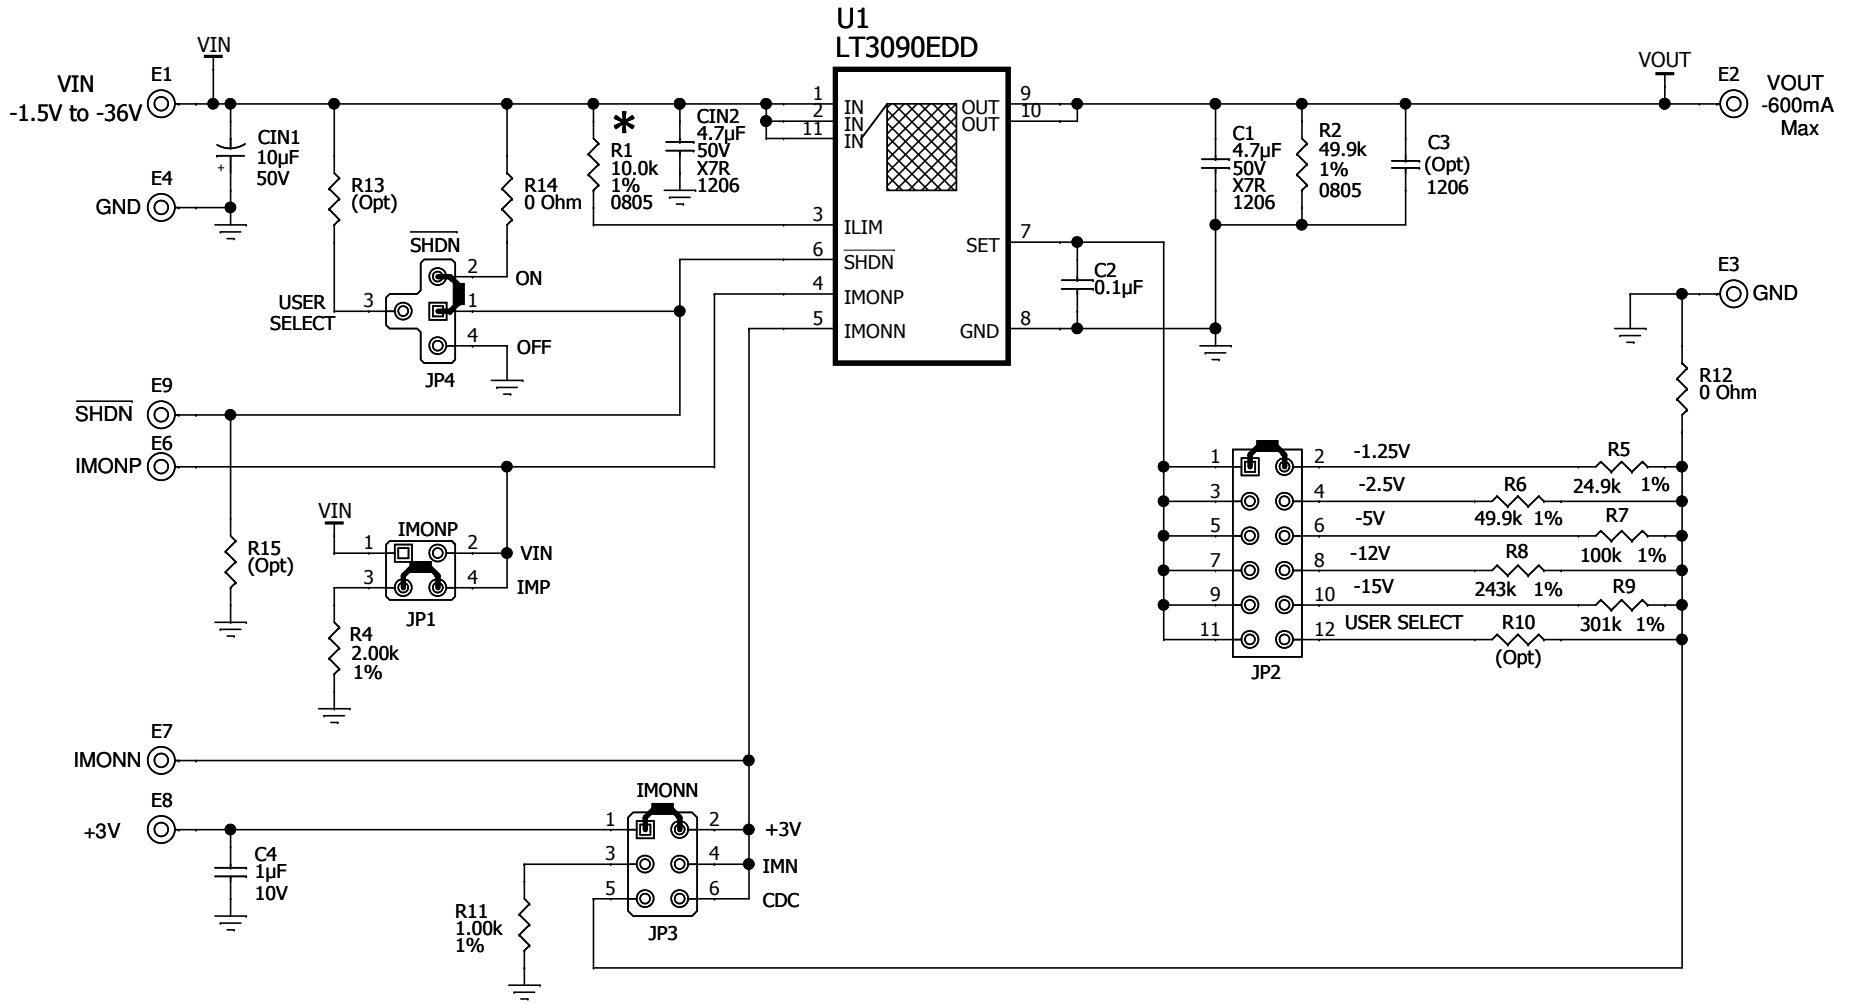 U1
LT3090EDD
VIN
E1
VIN
-1.5V to -36V
CIN1
10µF
50V
+
E4
GND
R13
(Opt)
R14
0 Ohm
*
R1
10.0k
1%
0805
CIN2
4.7µF
50V
X7R
1206
1
2
11
IN
IN
IN
3
ILIM
6
SHDN
4
IMONP
5
IMONN
OUT
OUT
9
10
SET
7
GND
8
C2
0.1µF
C1
4.7µF
50V
X7R
1206
R2
49.9k
1%
0805
C3
(Opt)
1206
VOUT
E2
VOUT
-600mA
Max
E3
GND
R12
0 Ohm
SHDN
2
ON
USER
SELECT
3
1
4
OFF
JP4
E9
SHDN
E6
IMONP
R15
(Opt)
VIN
IMONP
1
2
VIN
3
4
IMP
JP1
R4
2.00k
1%
E7
IMONN
E8
+3V
C4
1µF
10V
IMONN
1
2
+3V
3
4
IMN
5
6
CDC
JP3
R11
1.00k
1%
1
2
-1.25V
R5
24.9k 1%
3
4
-2.5V
R6
49.9k 1%
5
6
-5V
R7
100k 1%
7
8
-12V
R8
243k 1%
9
10
-15V
R9
301k 1%
11
12
USER SELECT
R10
(Opt)
JP2